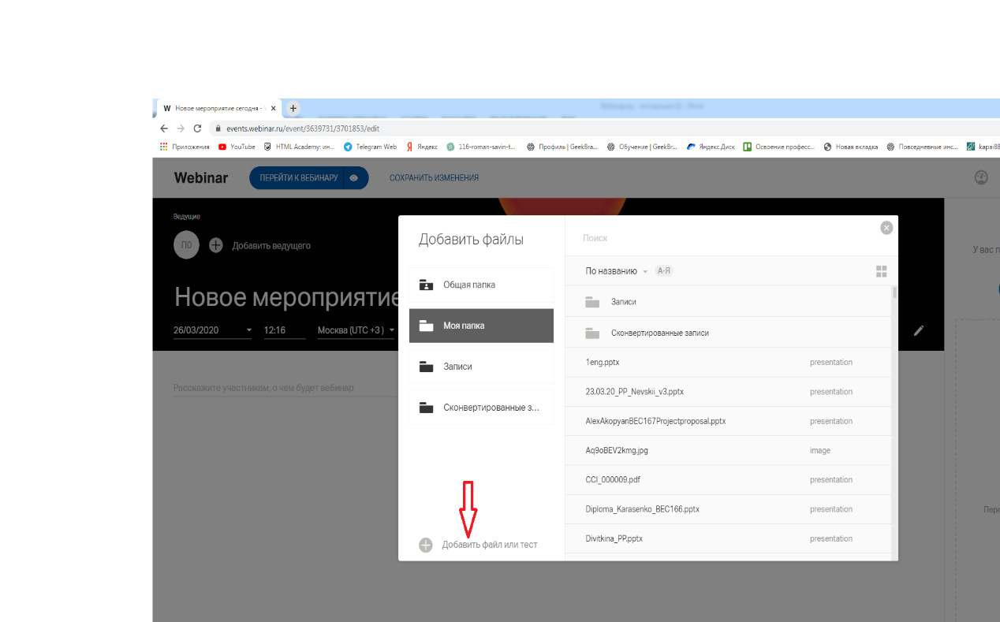 W Новое мероприятие сегодня -
events.webinar.ru/event/3639731/3701853/edit
Приложения YouTube HTML Academy: ин... Telegram Web Яндекс 116-roman-savin-t... Профиль | GeekBra... Обучение | GeekBr... Яндекс.Диск Освоение професс... Новая вкладка Повседневные инс... kapai88
Webinar ПЕРЕЙТИ К ВЕБИНАРУ СОХРАНИТЬ ИЗМЕНЕНИЯ
Ведущие
ПО Добавить ведущего
Новое мероприятие
26/03/2020 12:16 Москва (UTC +3 )
Расскажите участникам, о чем будет вебинар
Добавить файлы
Общая папка
Моя папка
Записи
Сконвертированные з...
Добавить файл или тест
Поиск
По названию А-Я
Записи
Сконвертированные записи
1eng.pptx presentation
23.03.20_PP_Nevskii_v3.pptx presentation
AlexAkopyanBEC167Projectproposal.pptx presentation
Aq9oBEV2kmg.jpg image
CCI_000009.pdf presentation
Diploma_Karasenko_BEC166.pptx presentation
Divitkina_PP.pptx presentation
У вас п
Пере